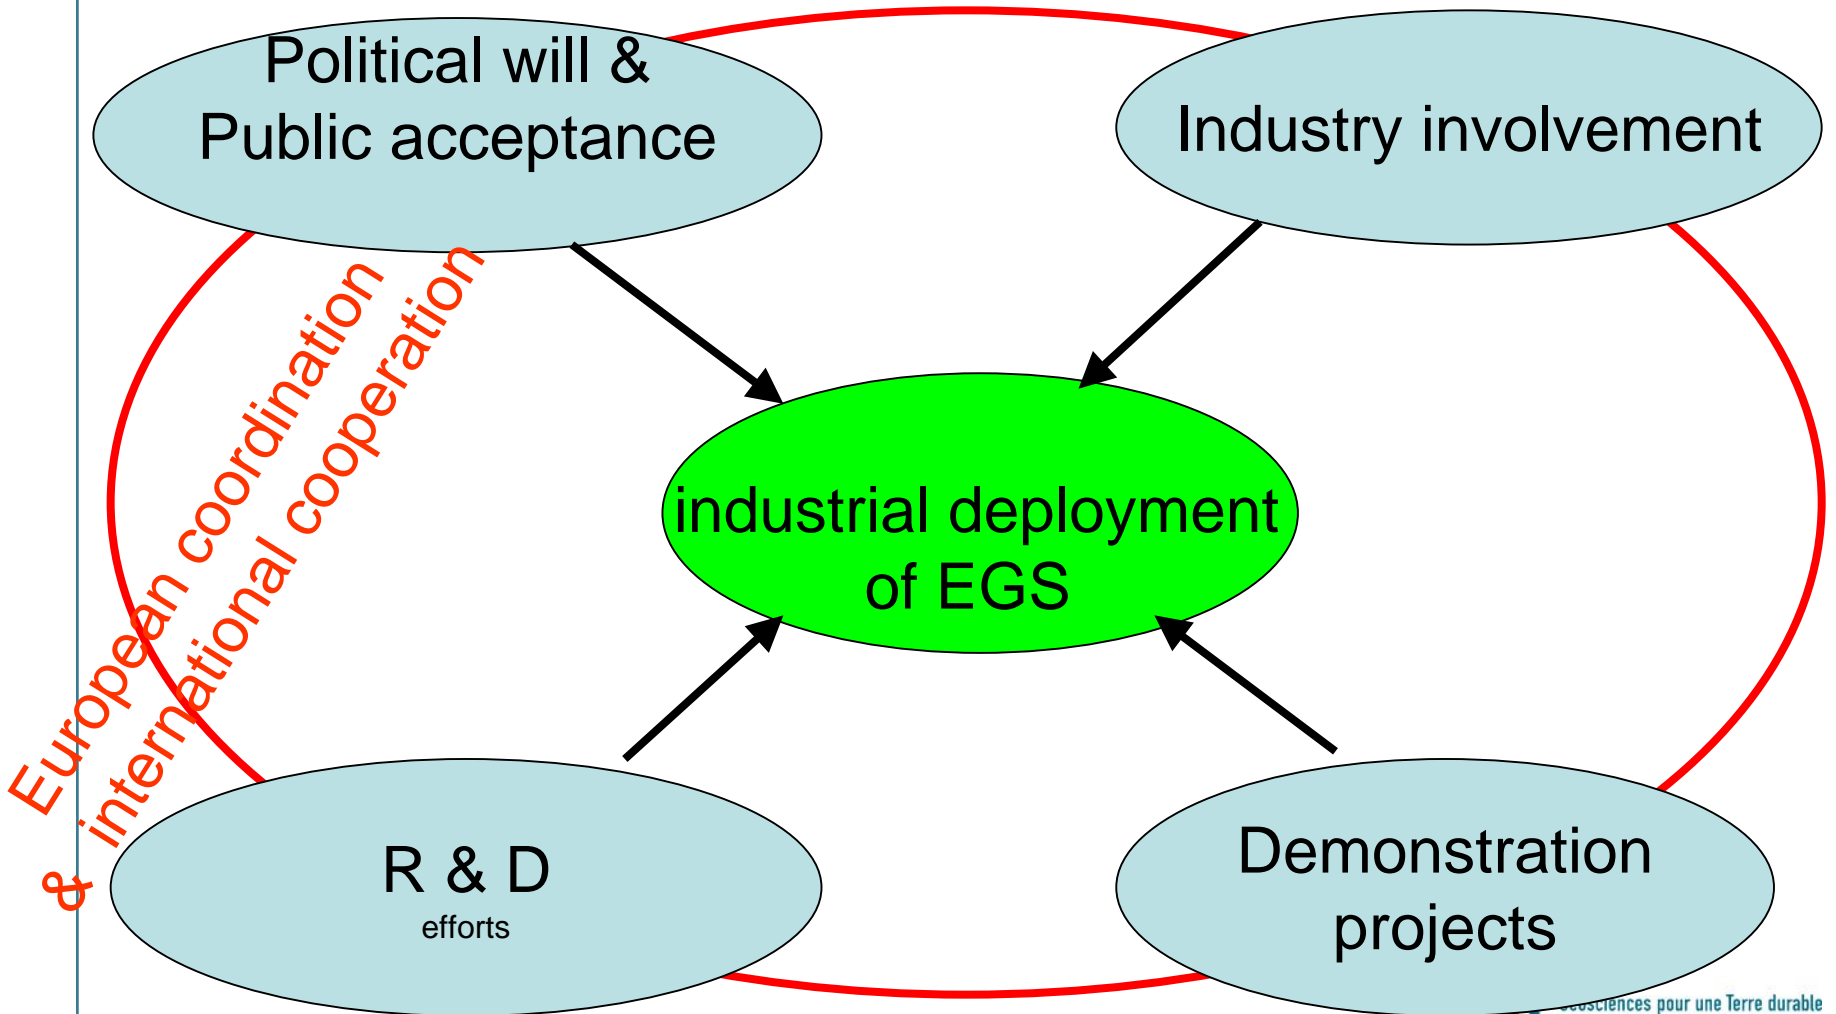 Political will &
Public acceptance
Industry involvement
European coordination
& international cooperation
industrial deployment
of EGS
R & D
efforts
Demonstration
projects
pour une Terre durable